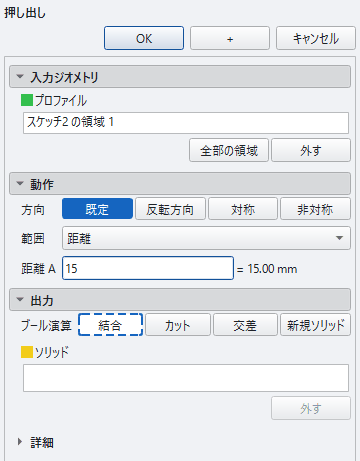 押し出し
OK + キャンセル
入力ジオメトリ
プロファイル
スケッチ2 の領域 1
全部の領域 外す
動作
方向 既定 反転方向 対称 非対称
範囲 距離
距離 A 15 = 15.00 mm
出力
ブール演算 結合 カット 交差 新規ソリッド
ソリッド
外す
詳細